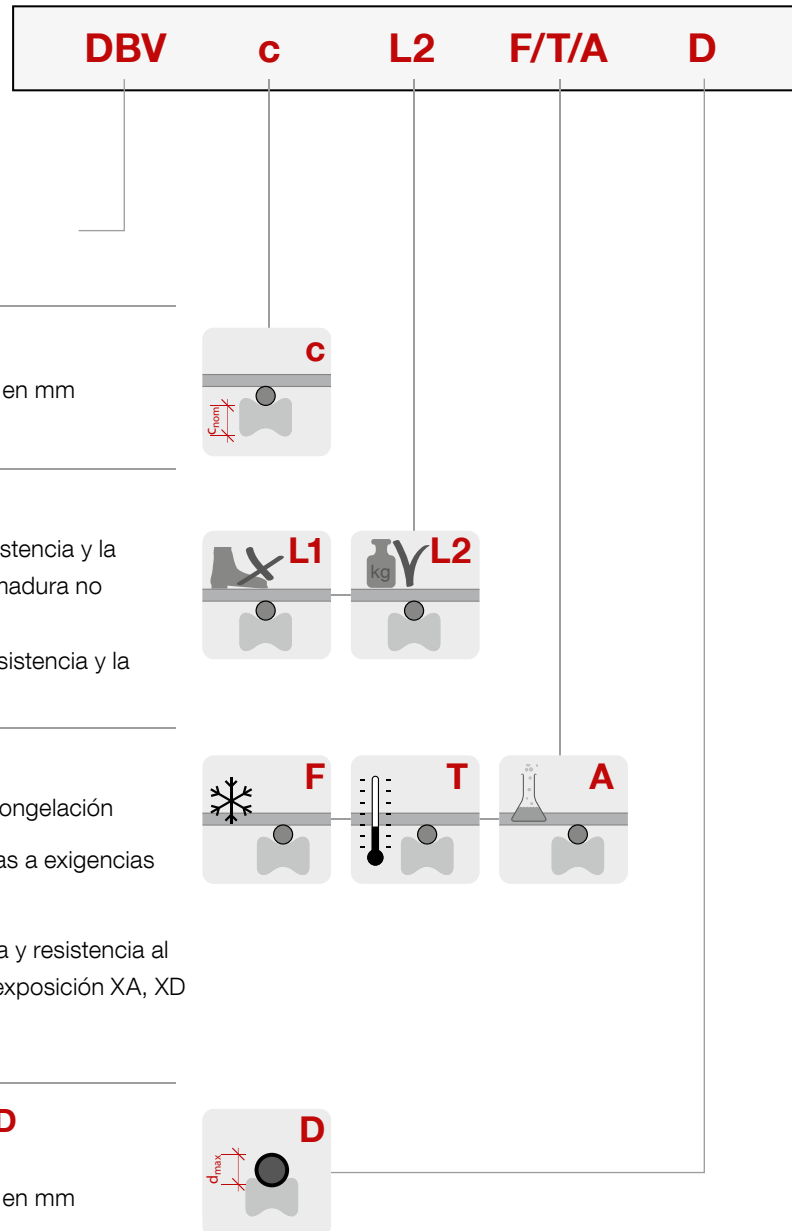 DBV c L2 F/T/A D
c
en mm
c nom
stencia y la
L1
L2
kg
nadura no
sistencia y la
F
T
A
ongelación
as a exigencias
a y resistencia al
exposición XA, XD
D
D
d max
en mm